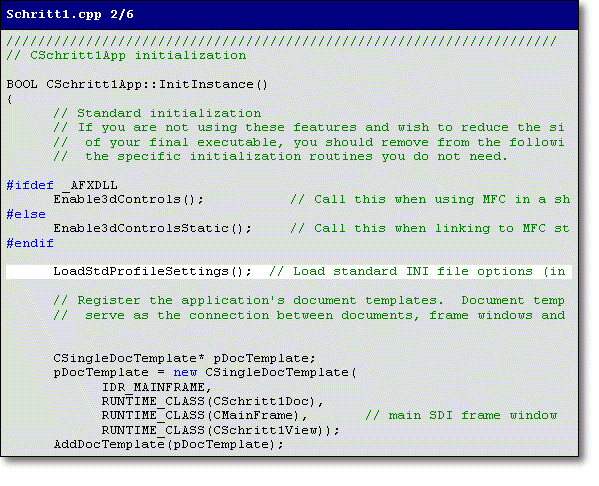 Schritt1.cpp 2/6
//////////////////////////////////////////////////////////////////////
// CSchritt1App initialization
BOOL CSchritt1App::InitInstance()
{
// Standard initialization
// If you are not using these features and wish to reduce the si
//  of your final executable, you should remove from the followi
//  the specific initialization routines you do not need.
#ifdef _AFXDLL
Enable3dControls();           // Call this when using MFC in a sh
#else
Enable3dControlsStatic();     // Call this when linking to MFC st
#endif
LoadStdProfileSettings();  // Load standard INI file options (in
// Register the application's document templates.  Document temp
//  serve as the connection between documents, frame windows and
CSingleDocTemplate* pDocTemplate;
pDocTemplate = new CSingleDocTemplate(
IDR_MAINFRAME,
RUNTIME_CLASS(CSchritt1Doc),
RUNTIME_CLASS(CMainFrame),       // main SDI frame window
RUNTIME_CLASS(CSchritt1View));
AddDocTemplate(pDocTemplate);